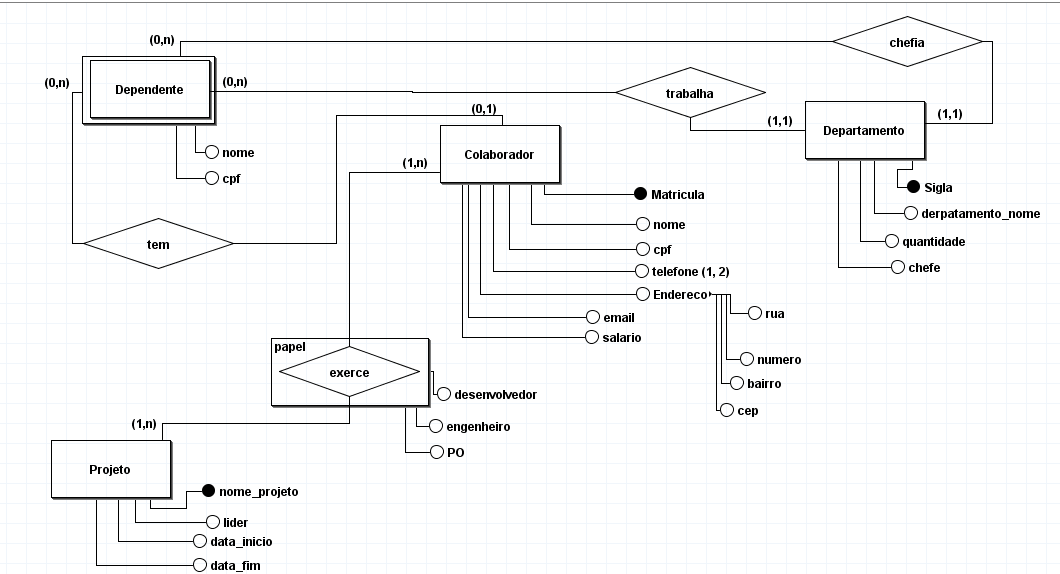 (0,n)
chefia
(0,n)
Dependente
(0,n)
trabalha
(0,1)
(1,1)
Departamento
(1,1)
nome
cpf
(1,n)
Colaborador
Matricula
nome
cpf
telefone (1, 2)
Endereco
email
salario
rua
numero
bairro
cep
Sigla
derpatamento_nome
quantidade
chefe
tem
papel
exerce
desenvolvedor
engenheiro
PO
(1,n)
Projeto
nome_projeto
lider
data_inicio
data_fim